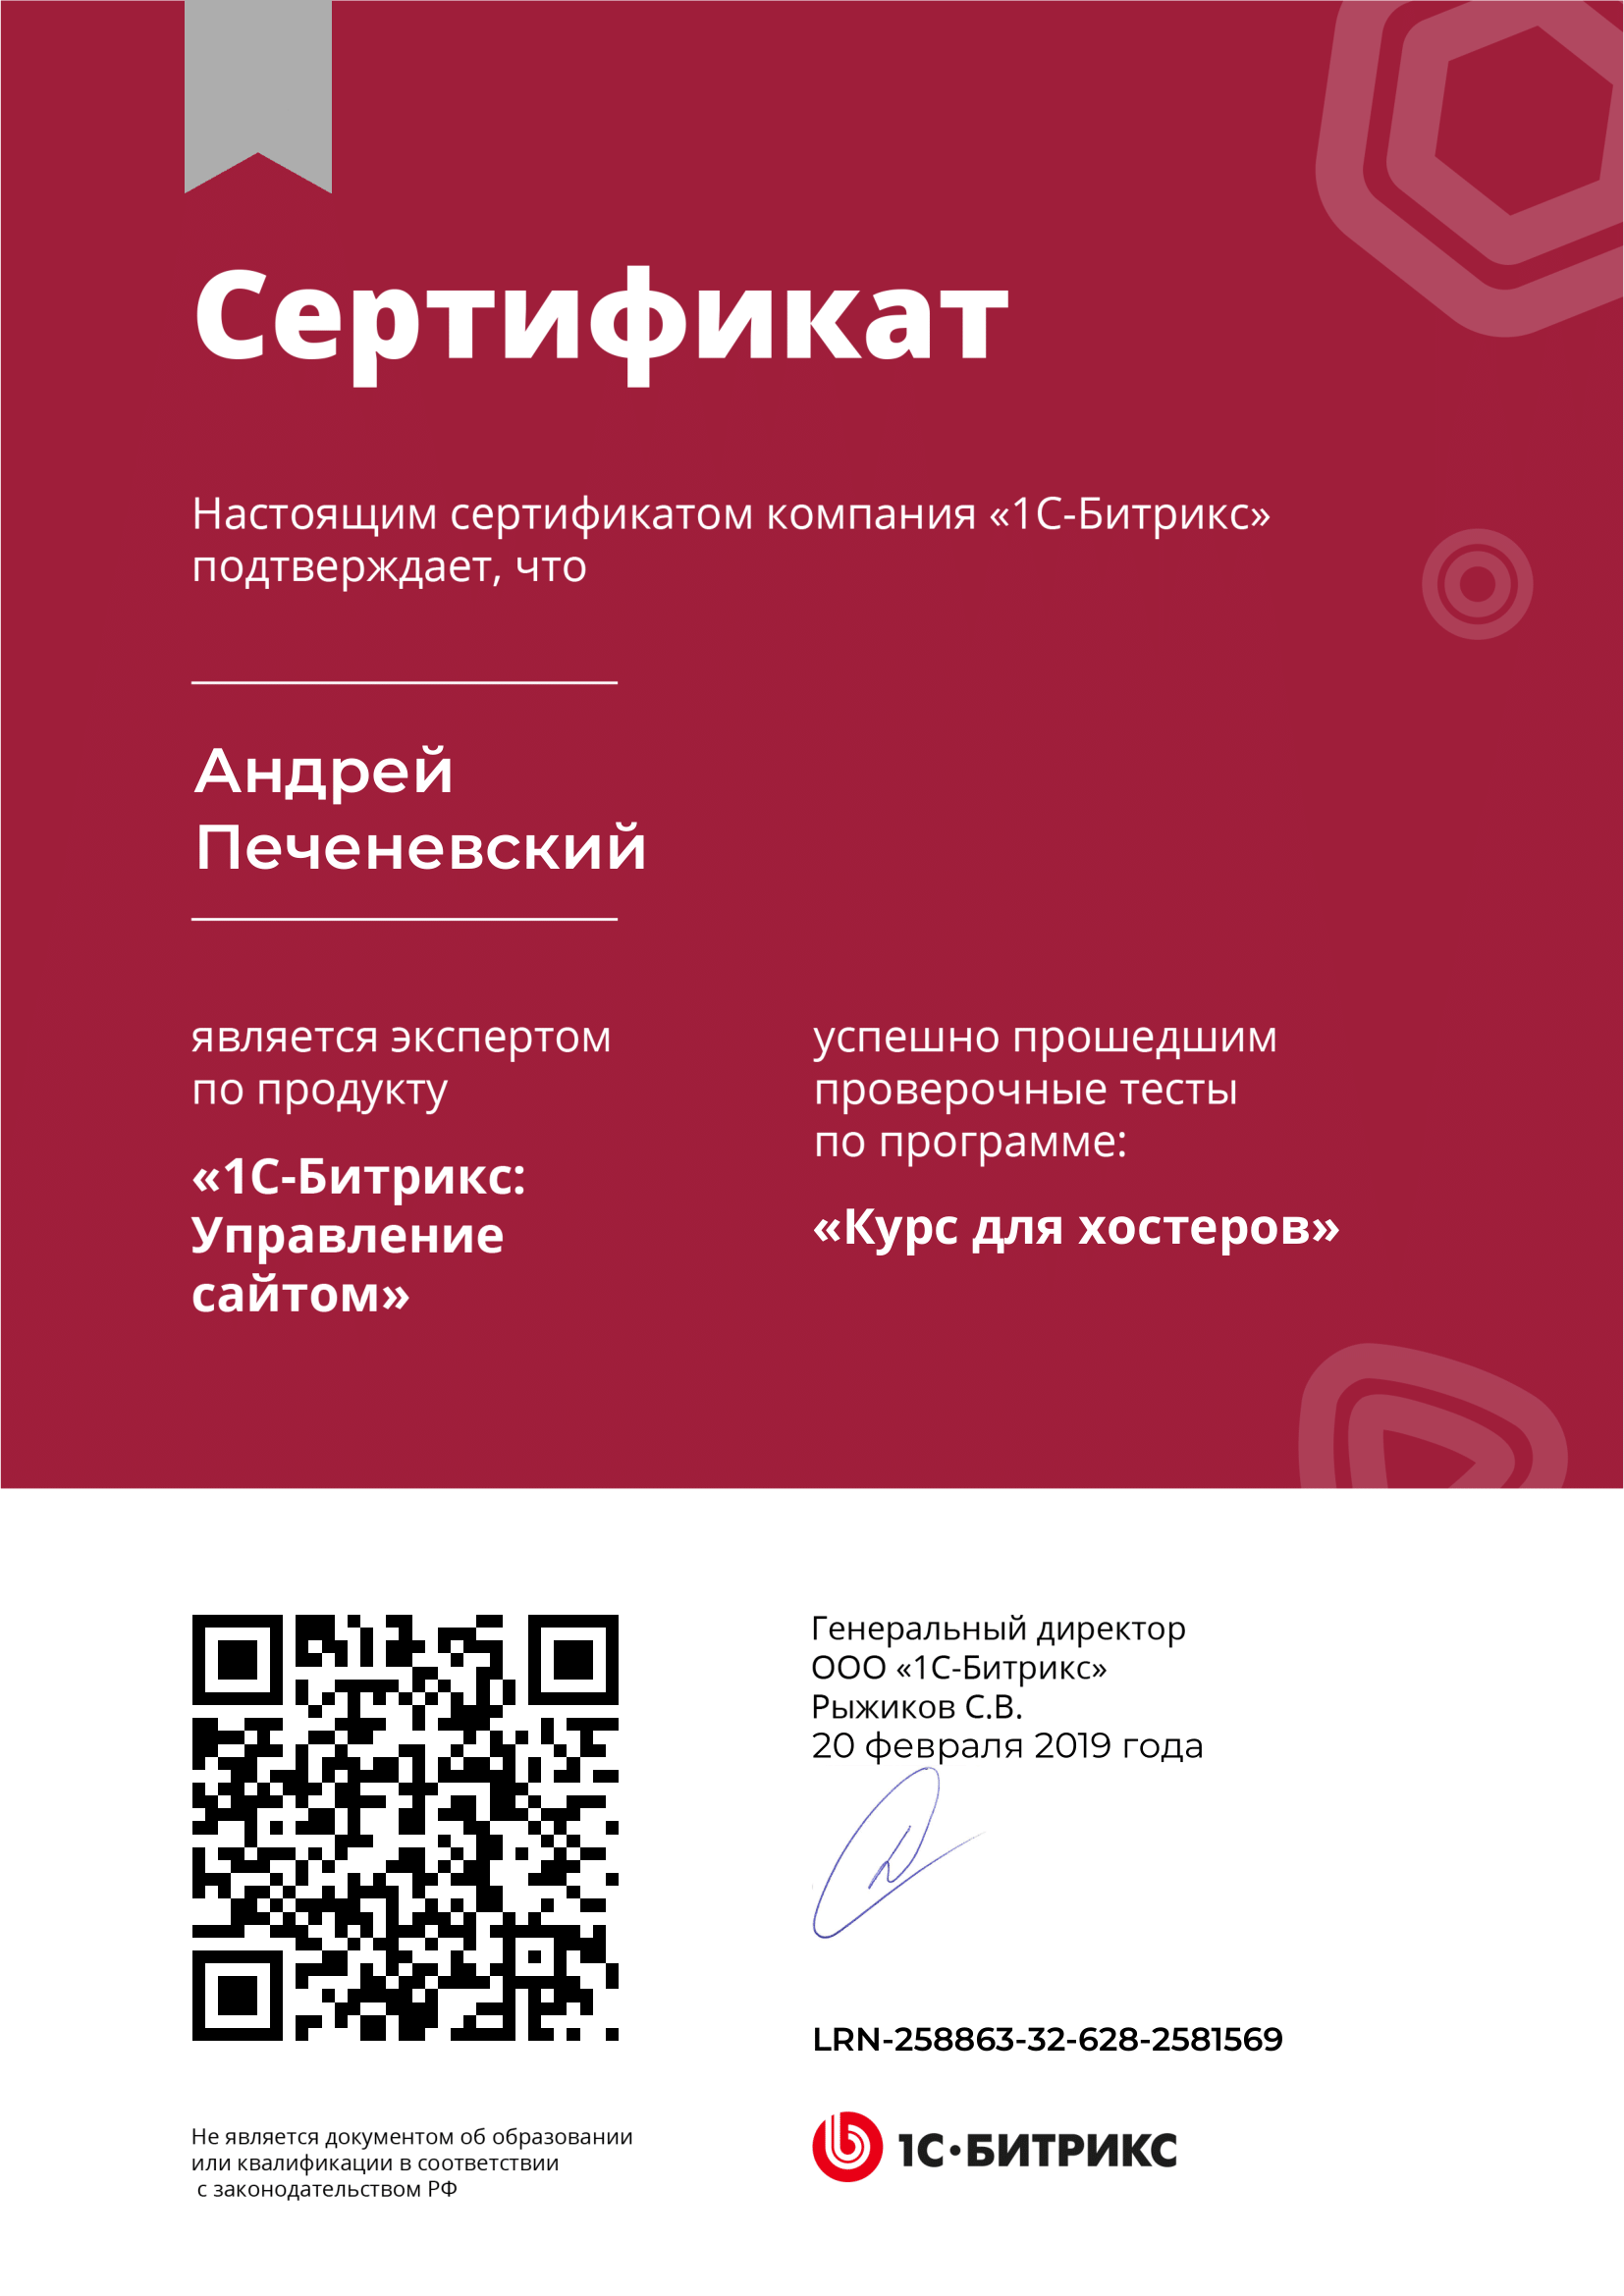 Сертификат
Настоящим сертификатом компания «1С-Битрикс»
подтверждает, что
Андрей
Печеневский
является экспертом
по продукту
«1С-Битрикс:
Управление
сайтом»
успешно прошедшим
проверочные тесты
по программе:
«Курс для хостеров»
Генеральный директор
ООО «1С-Битрикс»
Рыжиков С.В.
20 февраля 2019 года
LRN-258863-32-628-2581569
Не является документом об образовании
или квалификации в соответствии
с законодательством РФ
1С·БИТРИКС